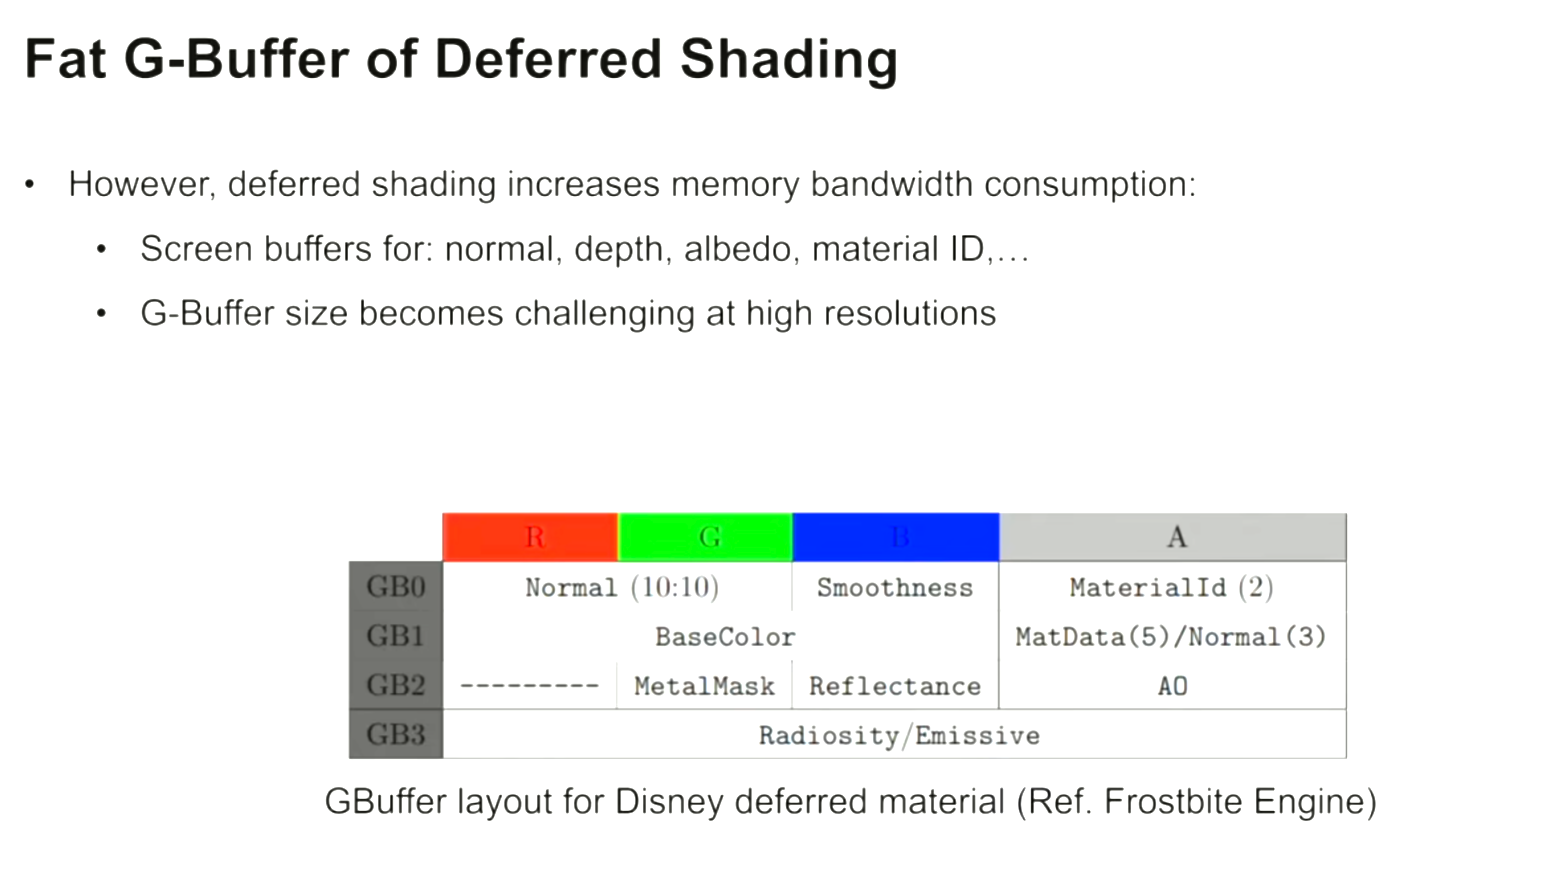 Fat G-Buffer of Deferred Shading
• However, deferred shading increases memory bandwidth consumption:
• Screen buffers for: normal, depth, albedo, material ID,…
• G-Buffer size becomes challenging at high resolutions
R G B A
GB0 Normal (10:10) Smoothness MaterialId (2)
GB1 BaseColor MatData(5)/Normal(3)
GB2 --------- MetalMask Reflectance AO
GB3 Radiosity/Emissive
GBuffer layout for Disney deferred material (Ref. Frostbite Engine)